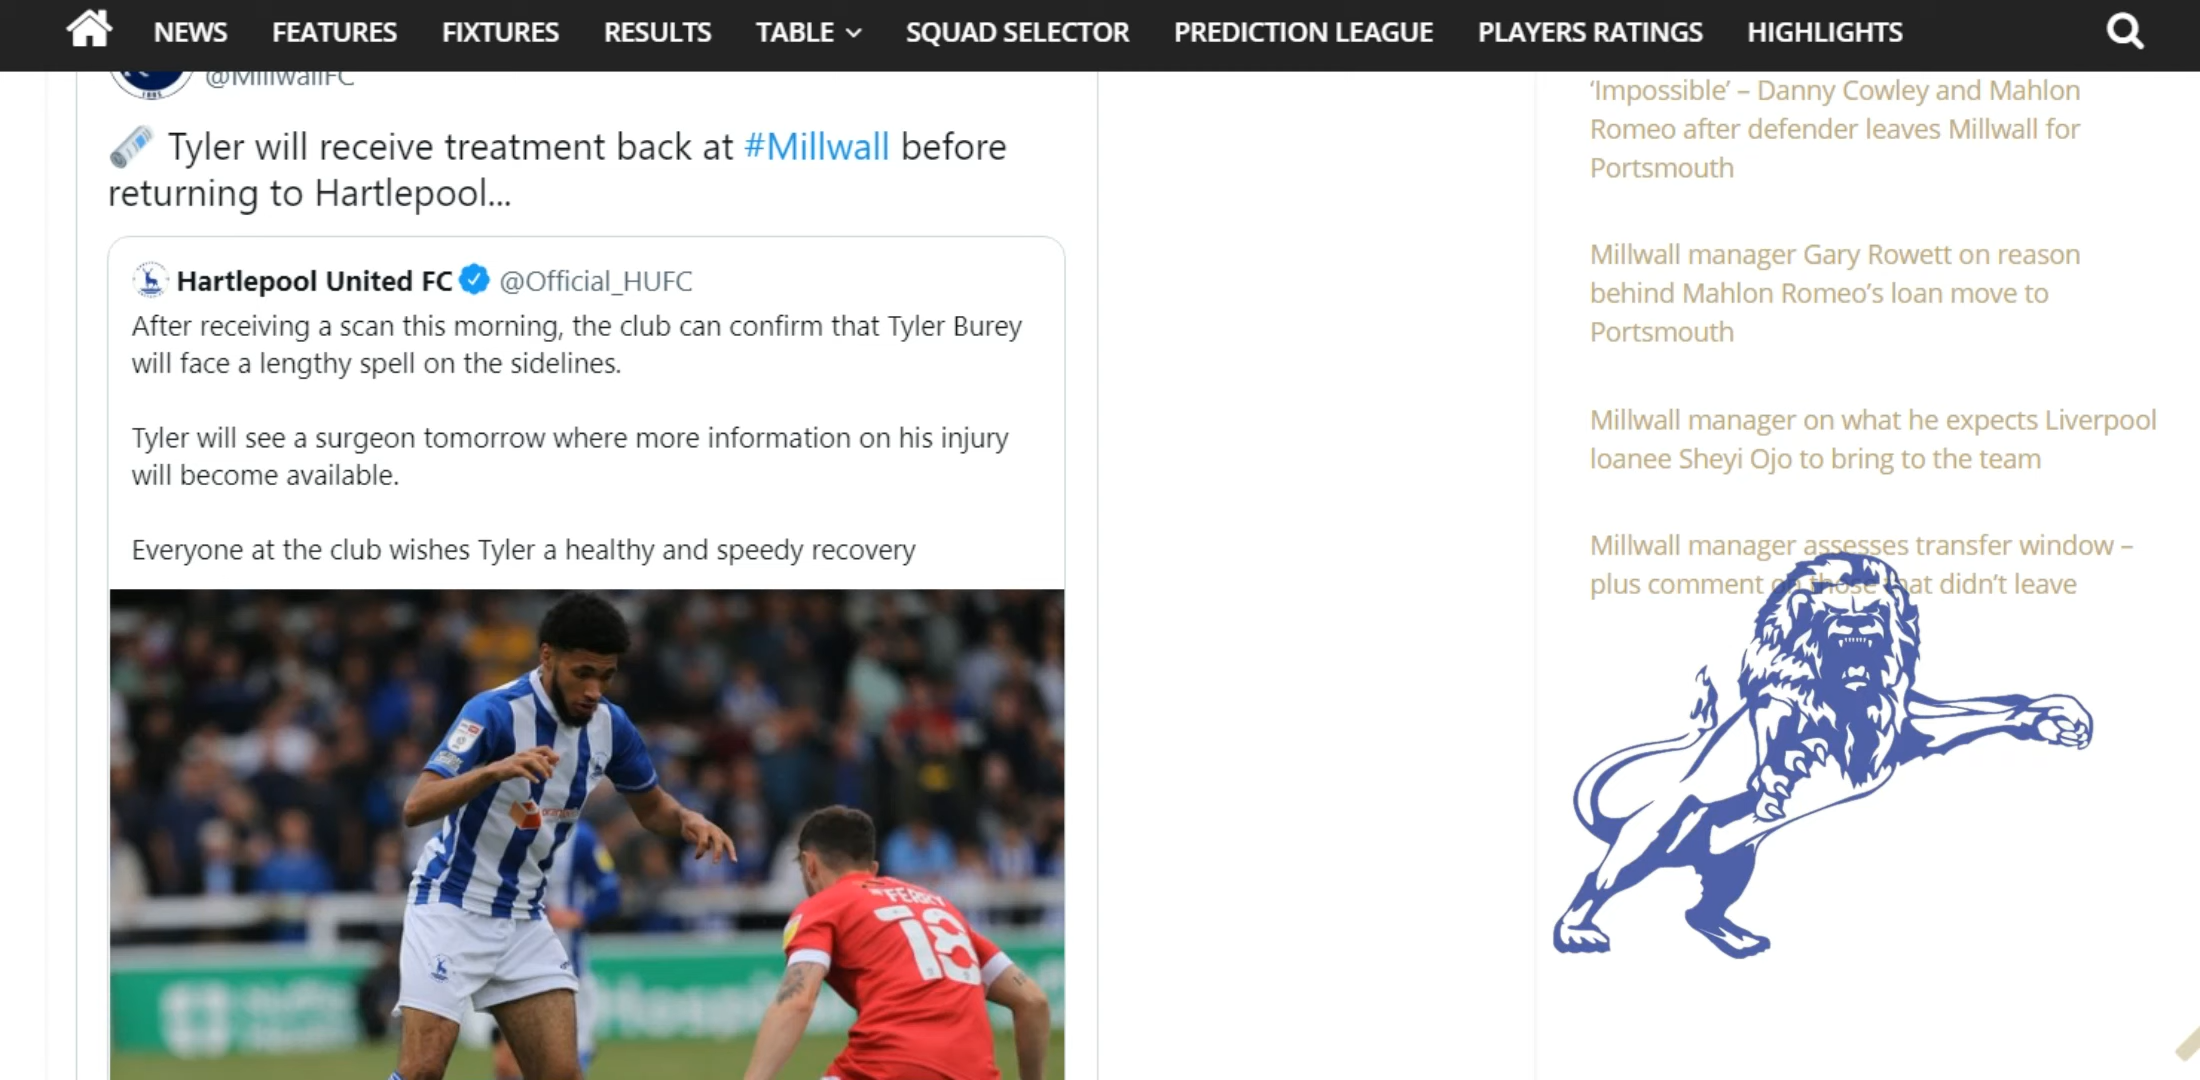 NEWS FEATURES FIXTURES RESULTS TABLE SQUAD SELECTOR PREDICTION LEAGUE PLAYERS RATINGS HIGHLIGHTS
@MillwallFC
Tyler will receive treatment back at #Millwall before
returning to Hartlepool...
Hartlepool United FC @Official_HUFC
After receiving a scan this morning, the club can confirm that Tyler Burey
will face a lengthy spell on the sidelines.
Tyler will see a surgeon tomorrow where more information on his injury
will become available.
Everyone at the club wishes Tyler a healthy and speedy recovery
FERRY
18
‘Impossible’ – Danny Cowley and Mahlon
Romeo after defender leaves Millwall for
Portsmouth
Millwall manager Gary Rowett on reason
behind Mahlon Romeo’s loan move to
Portsmouth
Millwall manager on what he expects Liverpool
loanee Sheyi Ojo to bring to the team
Millwall manager assesses transfer window –
plus comment on those that didn’t leave